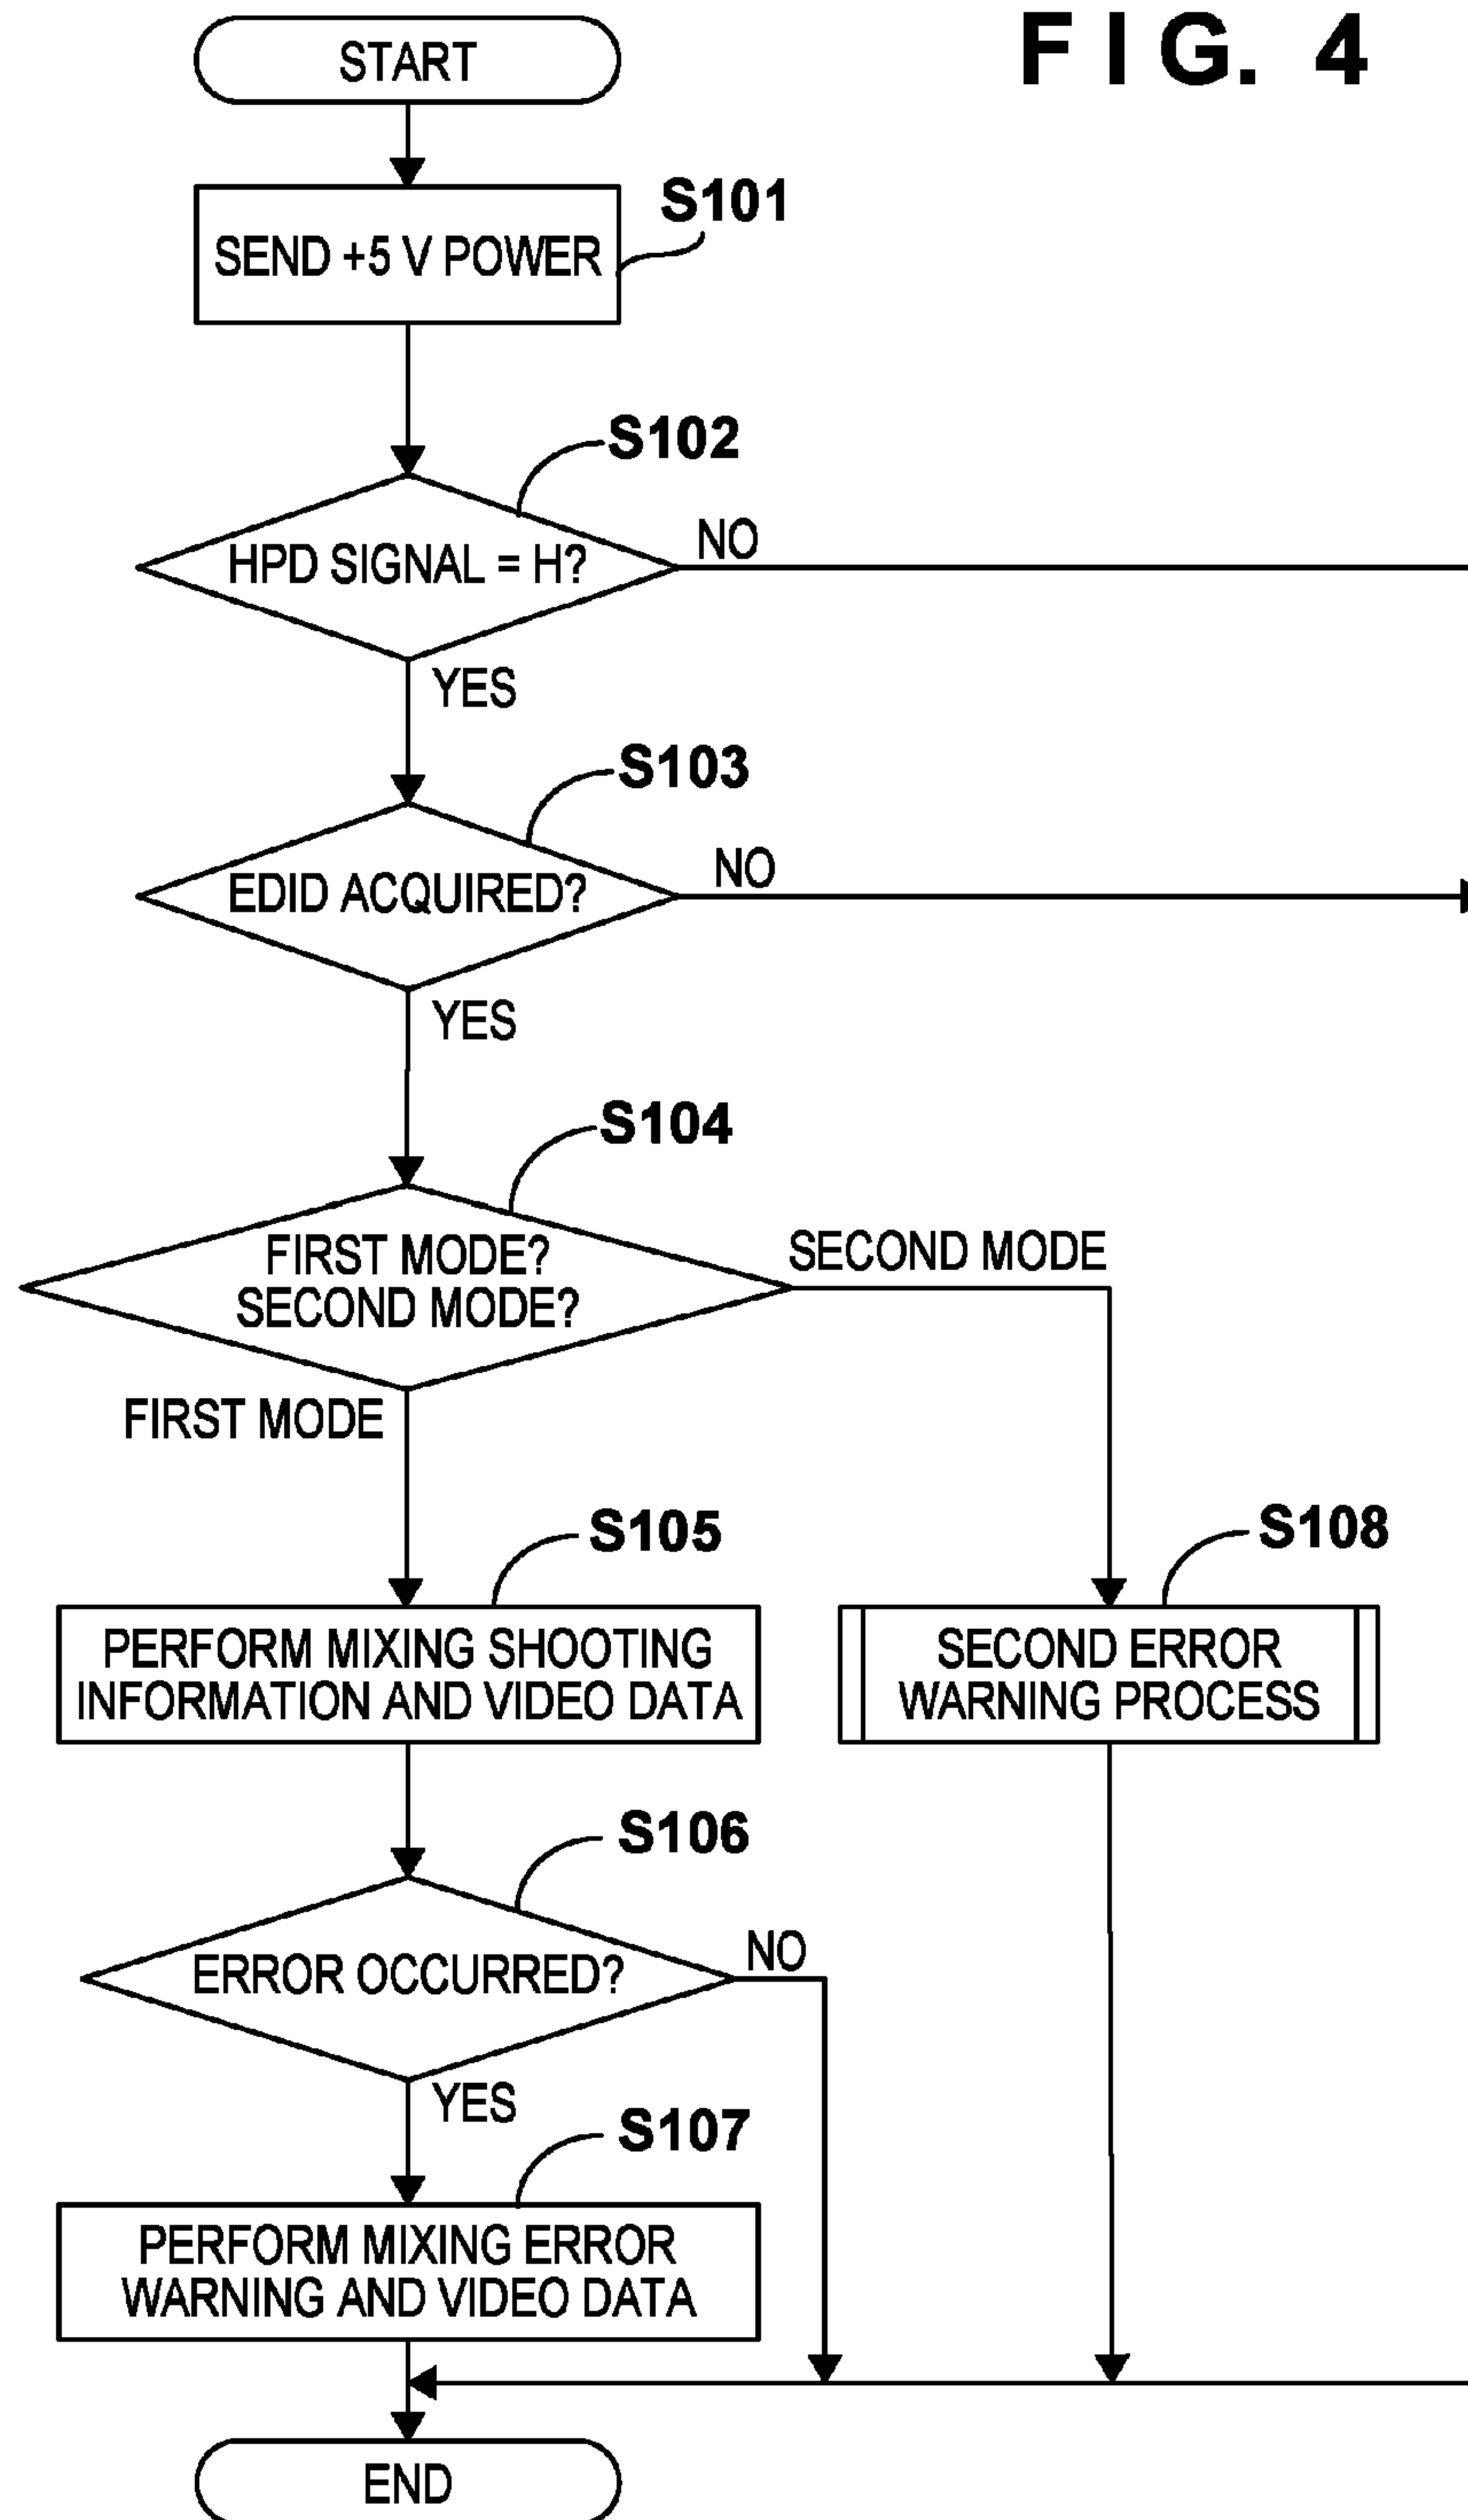 FIG. 4
START
S101
SEND +5 V POWER
S102
HPD SIGNAL = H?
NO
YES
S103
EDID ACQUIRED?
NO
YES
S104
FIRST MODE?
SECOND MODE?
SECOND MODE
FIRST MODE
S105
PERFORM MIXING SHOOTING
INFORMATION AND VIDEO DATA
S108
SECOND ERROR
WARNING PROCESS
S106
ERROR OCCURRED?
NO
YES
S107
PERFORM MIXING ERROR
WARNING AND VIDEO DATA
END